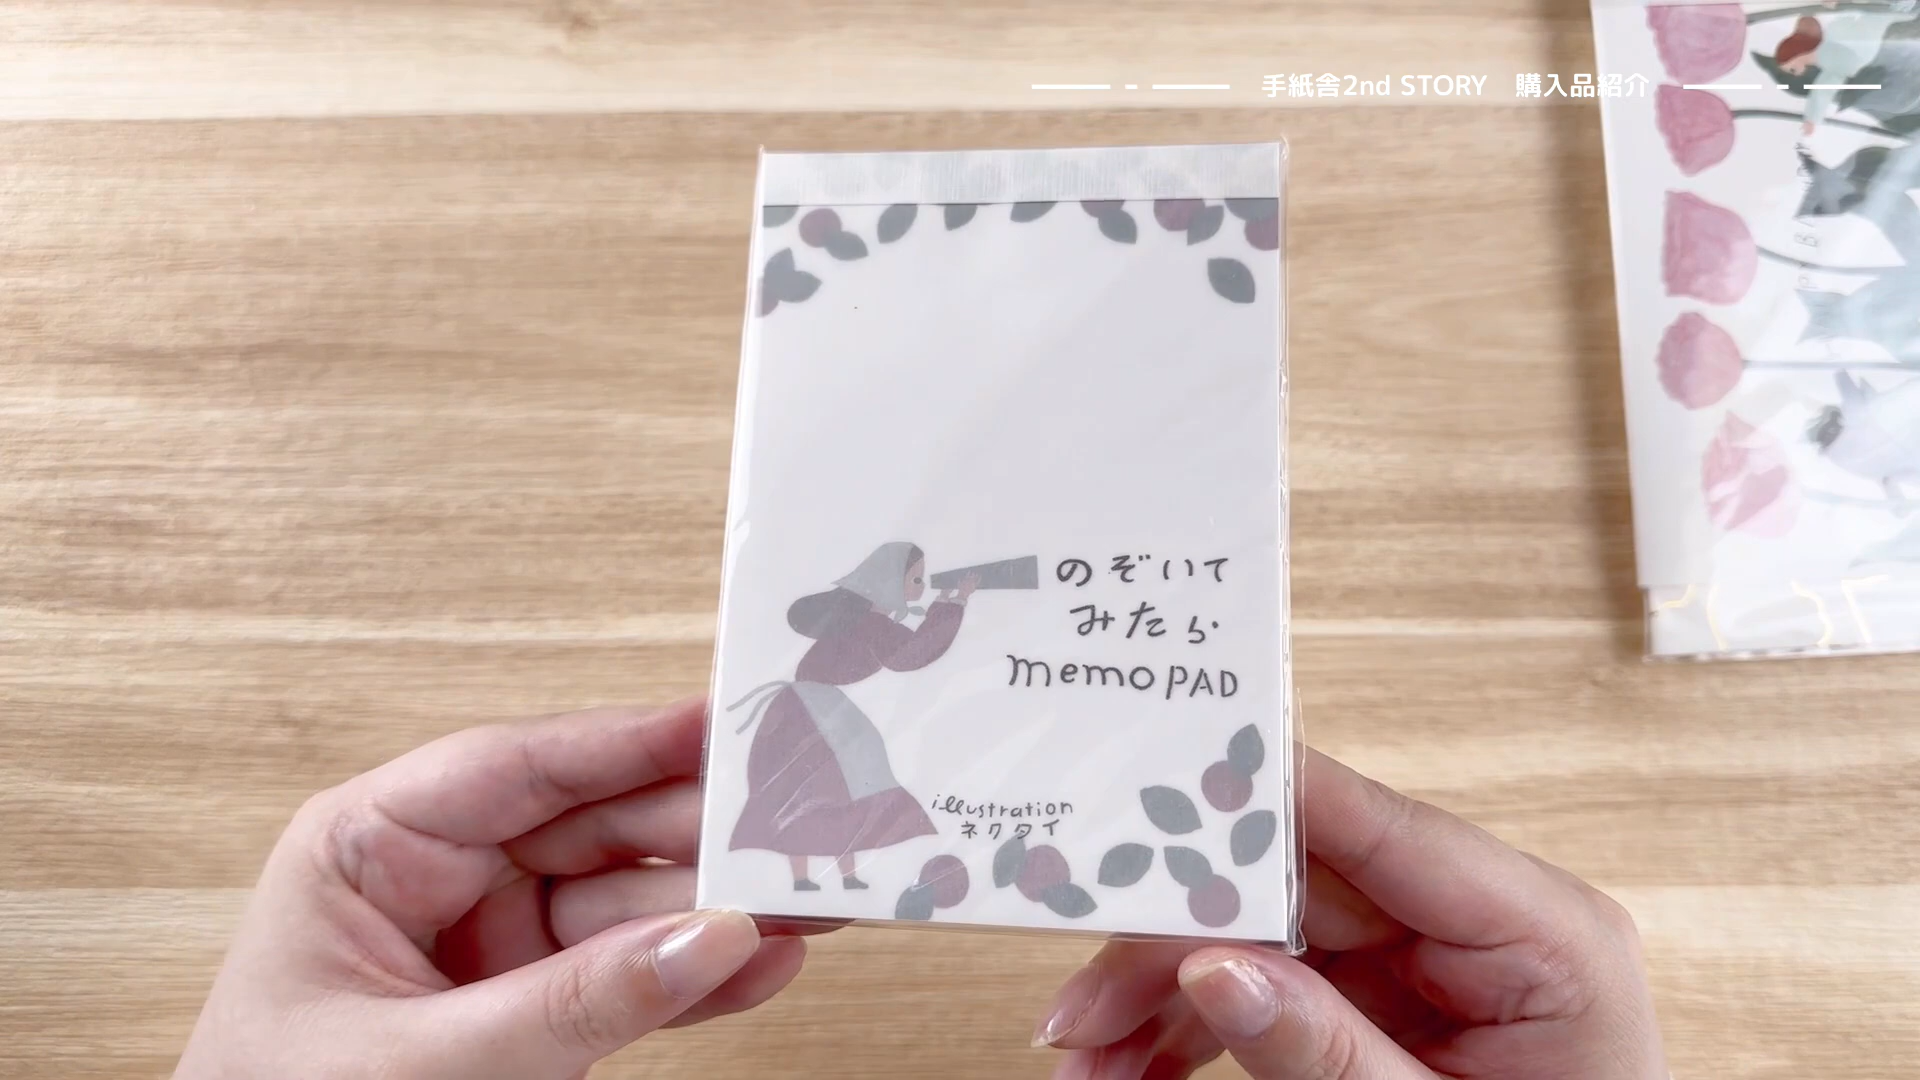 手紙舎2nd STORY　購入品紹介
のぞいて
みたら
memo PAD
illustration
ネクタイ